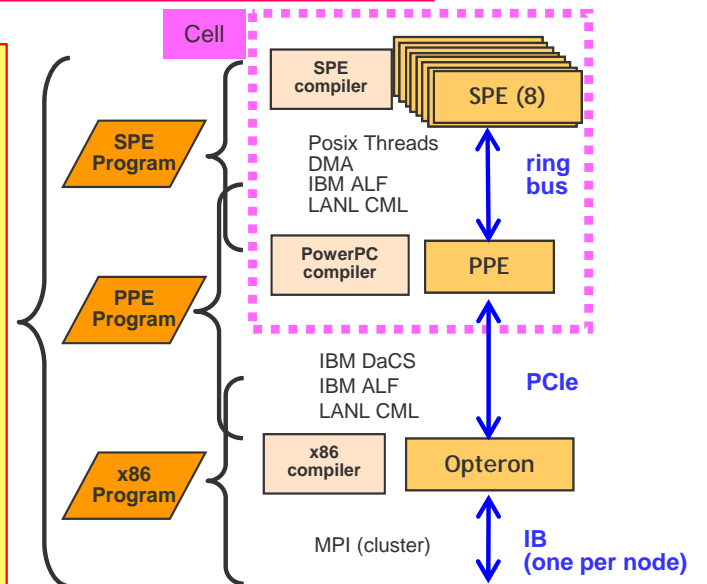 Cell
SPE
compiler
SPE (8)
SPE
Program
Posix Threads
DMA
IBM ALF
LANL CML
ring
bus
PowerPC
compiler
PPE
PPE
Program
IBM DaCS
IBM ALF
LANL CML
PCIe
x86
compiler
Opteron
x86
Program
MPI (cluster)
IB
(one per node)